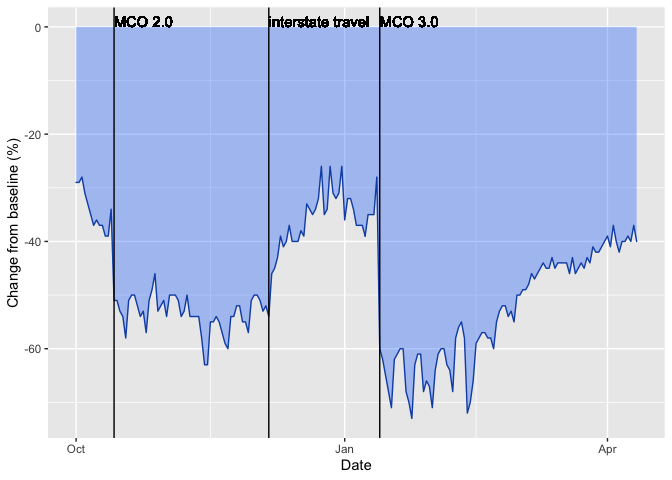 MCO 2.0
interstate travel
MCO 3.0
0
-20
-40
-60
Change from baseline (%)
Oct
Jan
Apr
Date